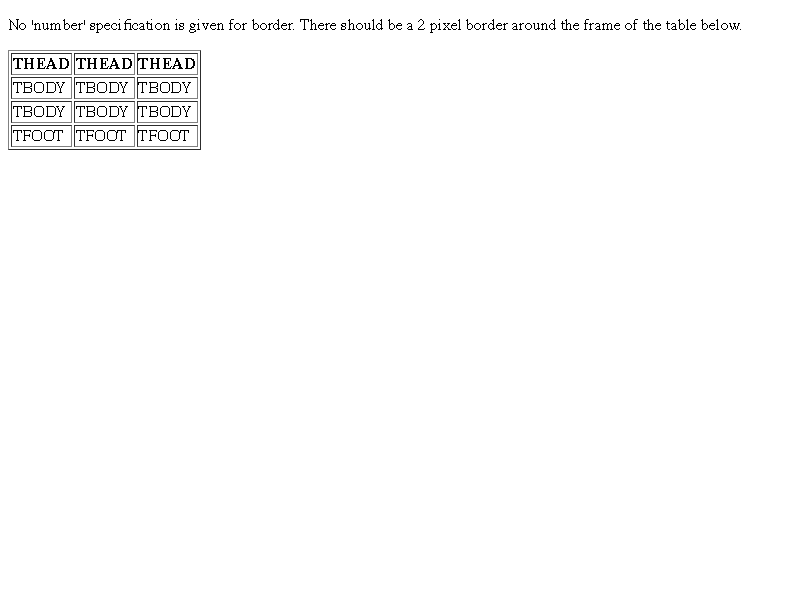 No 'number' specification is given for border. There should be a 2 pixel border around the frame of the table below.
THEAD THEAD THEAD
TBODY TBODY TBODY
TBODY TBODY TBODY
TFOOT TFOOT TFOOT